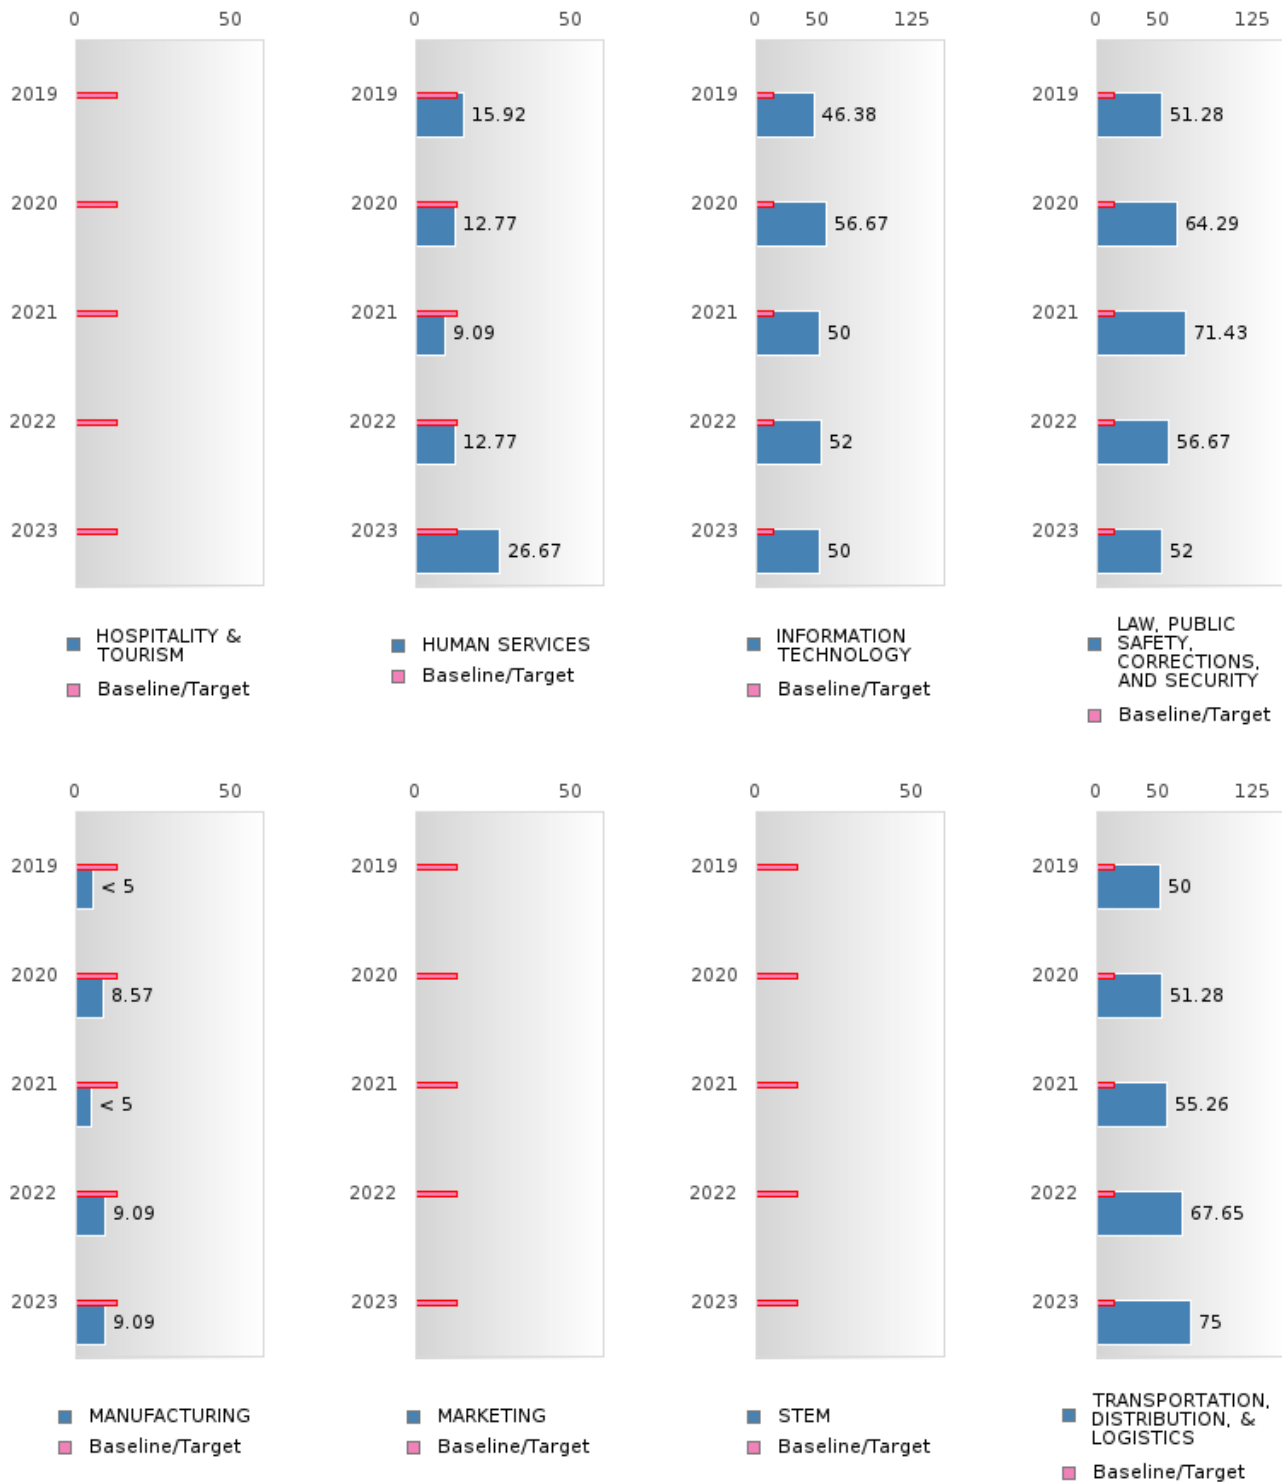 0 50
2019
2020
2021
2022
2023
HOSPITALITY &
TOURISM
Baseline/Target
0 50
2019
15.92
2020
12.77
2021
9.09
2022
12.77
2023
26.67
HUMAN SERVICES
Baseline/Target
0 50 125
2019
46.38
2020
56.67
2021
50
2022
52
2023
50
INFORMATION
TECHNOLOGY
Baseline/Target
0 50 125
2019
51.28
2020
64.29
2021
71.43
2022
56.67
2023
52
LAW, PUBLIC
SAFETY,
CORRECTIONS,
AND SECURITY
Baseline/Target
0 50
2019
< 5
2020
8.57
2021
< 5
2022
9.09
2023
9.09
MANUFACTURING
Baseline/Target
0 50
2019
2020
2021
2022
2023
MARKETING
Baseline/Target
0 50
2019
2020
2021
2022
2023
STEM
Baseline/Target
0 50 125
2019
50
2020
51.28
2021
55.26
2022
67.65
2023
75
TRANSPORTATION,
DISTRIBUTION, &
LOGISTICS
Baseline/Target